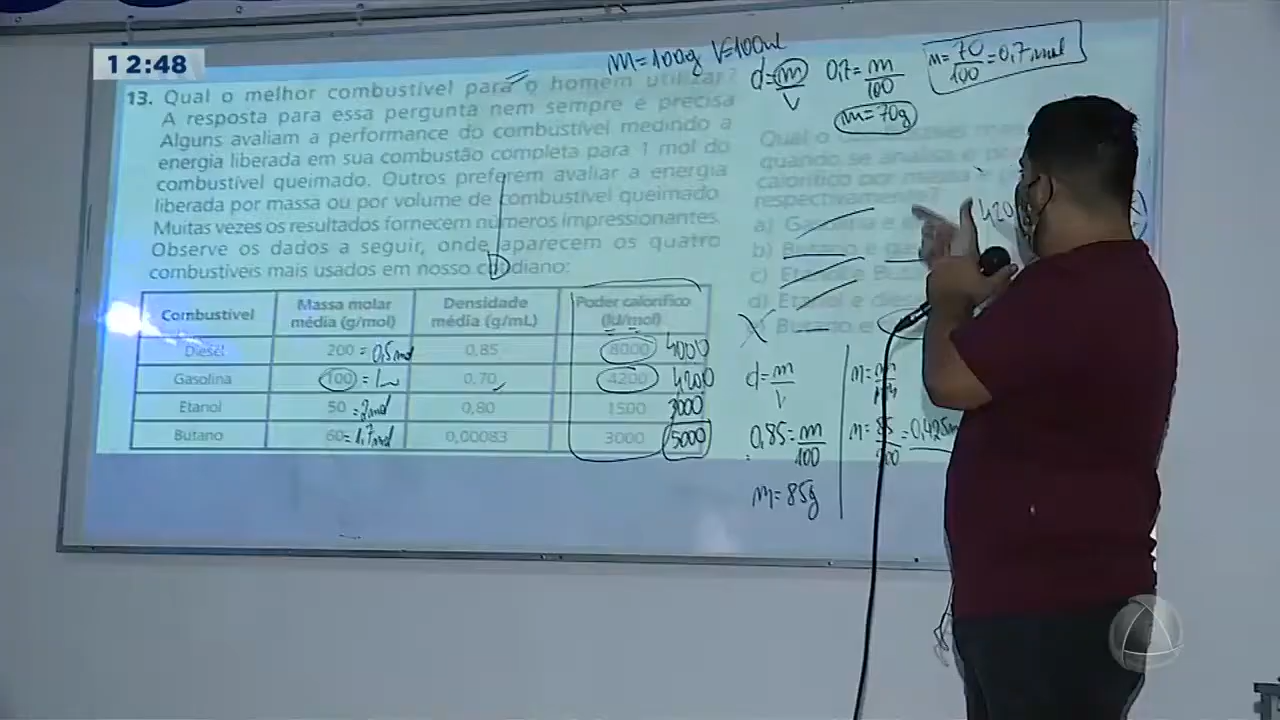 12:48
m=100g V=100ml
d=m/V
0,7=m/100
m=70g
n=70/100=0,7mol
13. Qual o melhor combustível para o homem utilizar?
A resposta para essa pergunta nem sempre é precisa
Alguns avaliam a performance do combustível medindo a
energia liberada em sua combustão completa para 1 mol do
combustível queimado. Outros preferem avaliar a energia
liberada por massa ou por volume de combustível queimado
Muitas vezes os resultados fornecem números impressionantes.
Observe os dados a seguir, onde aparecem os quatro
combustíveis mais usados em nosso cotidiano:
Combustível Massa molar média (g/mol) Densidade média (g/mL) Poder calorífico (kJ/mol)
Diesel 200 =0,5mol 0,85 8000 4000
Gasolina 100 =1 0,70 4200 4200
Etanol 50 =2mol 0,80 1500 3000
Butano 60 =1,7mol 0,00083 3000 5000
Qual o
quando se analisa o
calorífico por massa
respectivamente?
a) Gasolina e
b) Butano e
c) Etanol e
d) Etanol e
Butano e
420
d=m/V
0,85=m/100
m=85g
n=85
=0,425m